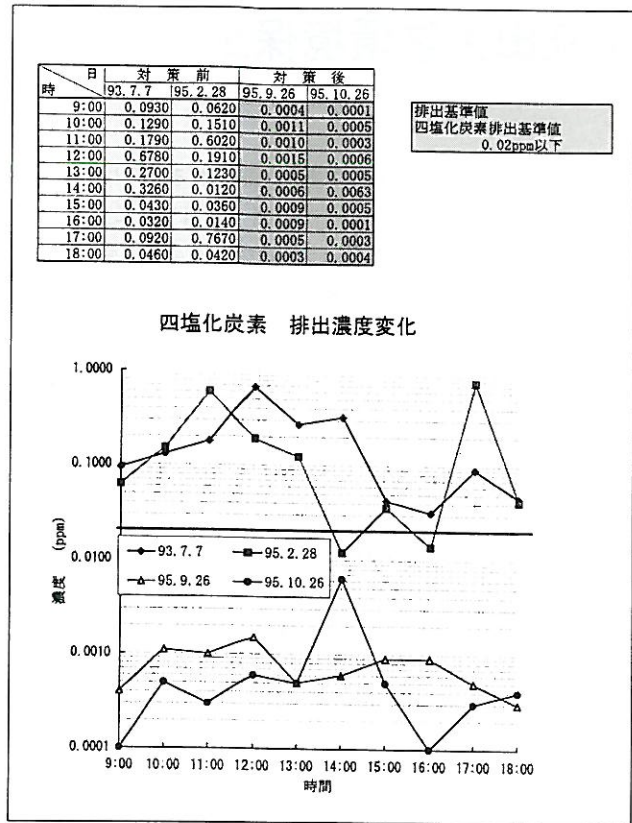 日 対策前 対策後
時 93.7.7 95.2.28 95.9.26 95.10.26
9:00 0.0930 0.0620 0.0004 0.0001
10:00 0.1290 0.1510 0.0011 0.0005
11:00 0.1790 0.6020 0.0010 0.0003
12:00 0.6780 0.1910 0.0015 0.0006
13:00 0.2700 0.1230 0.0005 0.0005
14:00 0.3260 0.0120 0.0006 0.0063
15:00 0.0430 0.0360 0.0009 0.0005
16:00 0.0320 0.0140 0.0009 0.0001
17:00 0.0920 0.7670 0.0005 0.0003
18:00 0.0460 0.0420 0.0003 0.0004
排出基準値
四塩化炭素排出基準値
0.02ppm以下
四塩化炭素 排出濃度変化
1.0000
0.1000
0.0100
0.0010
0.0001
濃度 (ppm)
93.7.7 95.2.28
95.9.26 95.10.26
9:00 10:00 11:00 12:00 13:00 14:00 15:00 16:00 17:00 18:00
時間